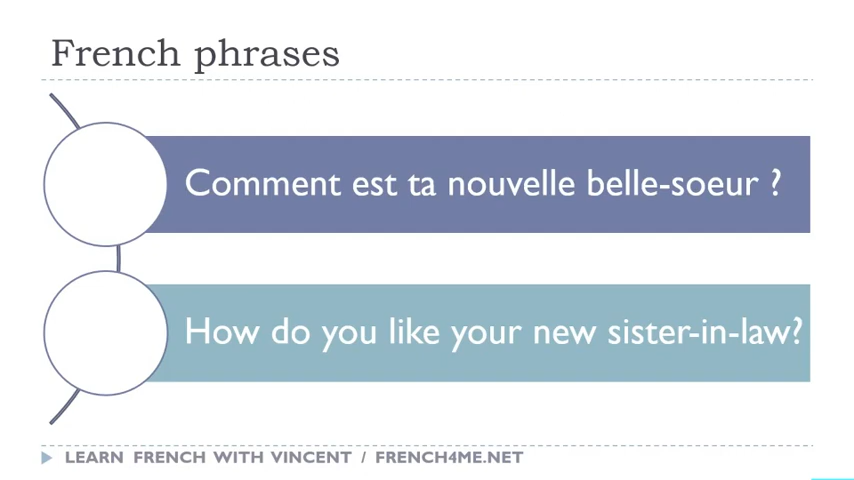 French phrases
Comment est ta nouvelle belle-soeur ?
How do you like your new sister-in-law?
LEARN FRENCH WITH VINCENT / FRENCH4ME.NET